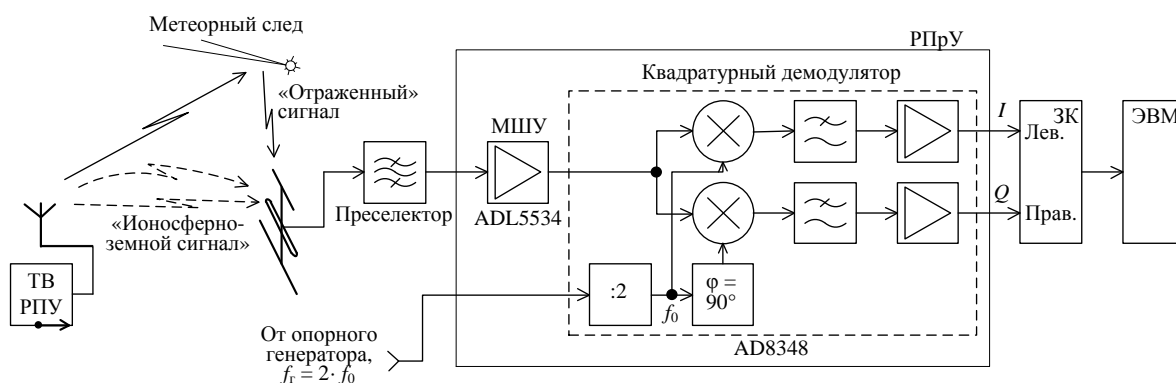 Метеорный след
«Отраженный»
сигнал
«Ионосферно-
земной сигнал»
ТВ
РПУ
Преселектор
РПрУ
МШУ
ADL5534
Квадратурный демодулятор
:2
f₀
φ =
90°
AD8348
От опорного
генератора,
fг = 2· f₀
I
Q
ЗК
Лев.
Прав.
ЭВМ